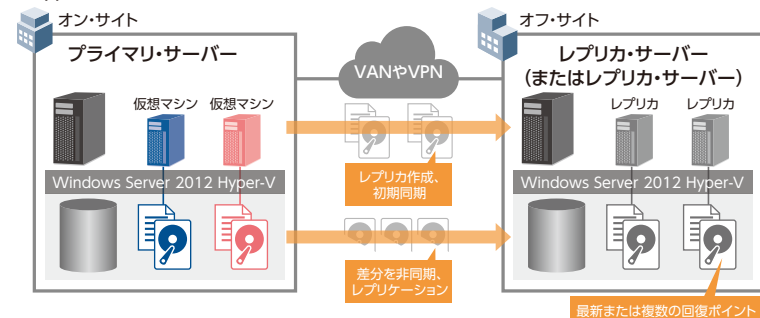 オン・サイト
プライマリ・サーバー
仮想マシン 仮想マシン
Windows Server 2012 Hyper-V
VANやVPN
レプリカ作成、
初期同期
差分を非同期、
レプリケーション
オフ・サイト
レプリカ・サーバー
（またはレプリカ・サーバー）
レプリカ レプリカ
Windows Server 2012 Hyper-V
最新または複数の回復ポイント